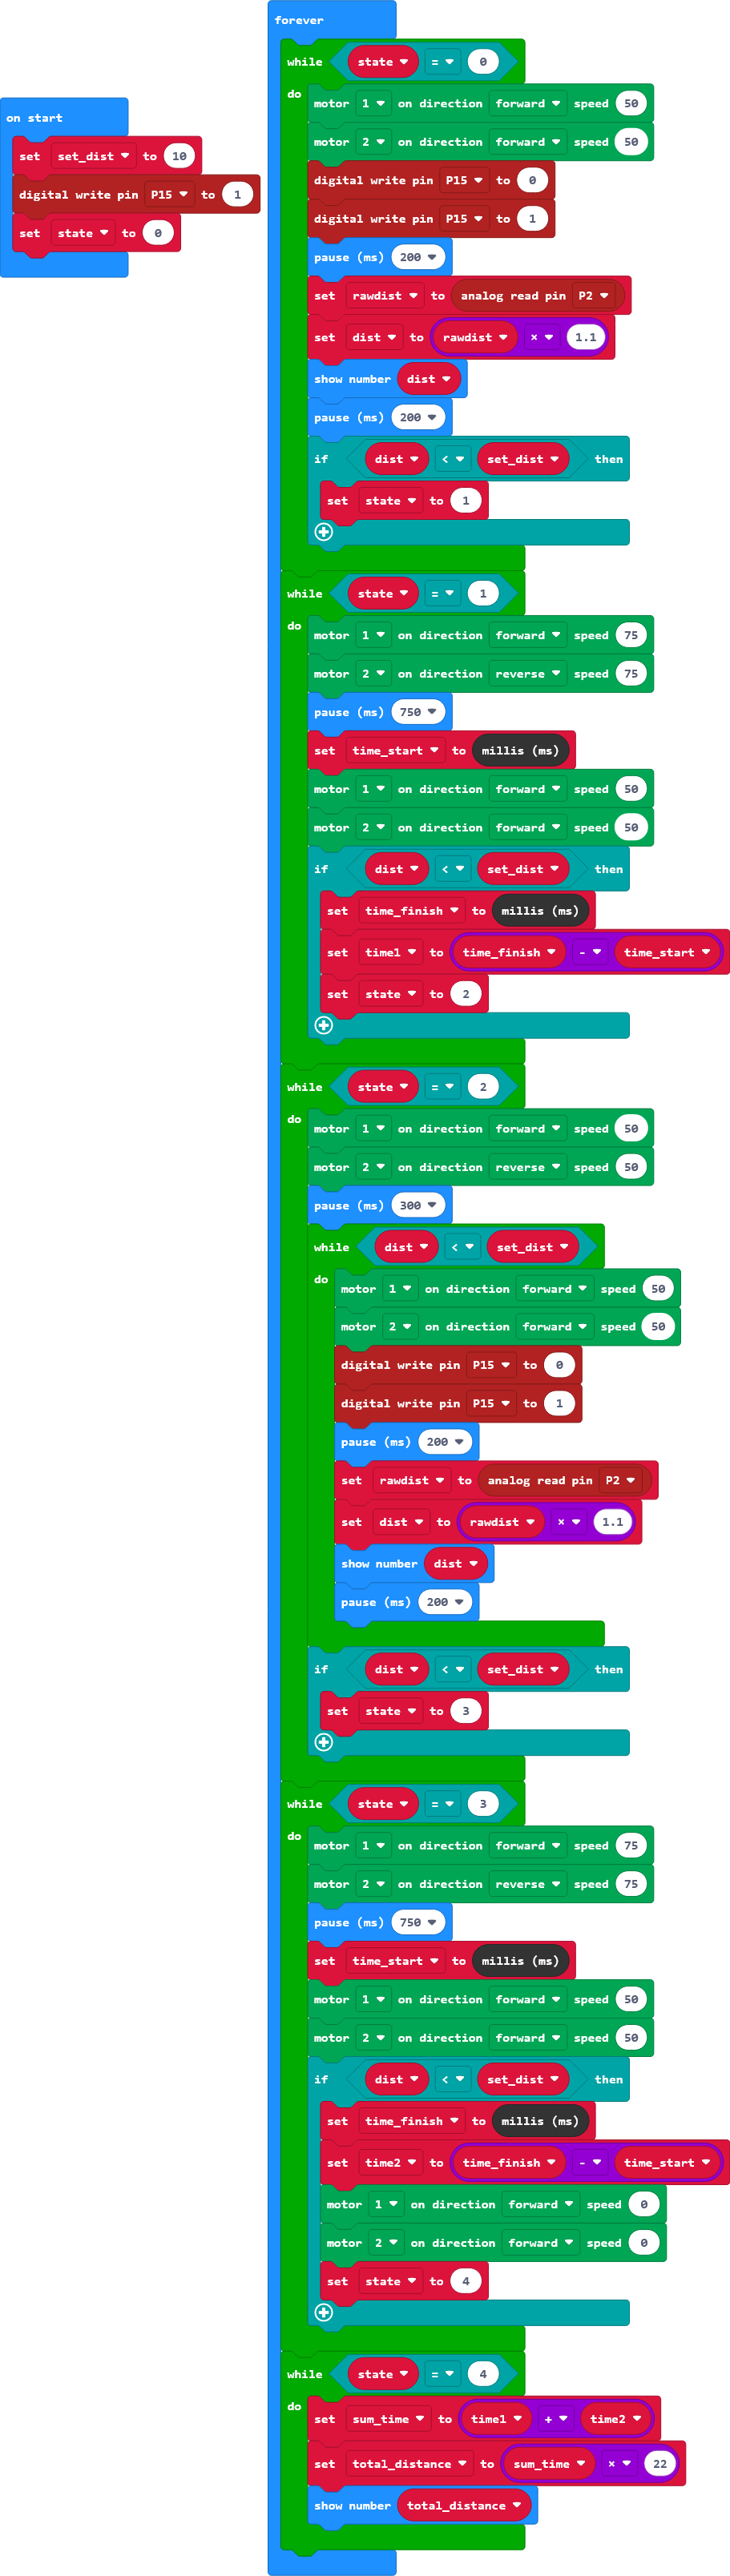 on start
set set_dist to 10
digital write pin P15 to 1
set state to 0
forever
while state = 0
do
motor 1 on direction forward speed 50
motor 2 on direction forward speed 50
digital write pin P15 to 0
digital write pin P15 to 1
pause (ms) 200
set rawdist to analog read pin P2
set dist to rawdist × 1.1
show number dist
pause (ms) 200
if dist < set_dist then
set state to 1
while state = 1
do
motor 1 on direction forward speed 75
motor 2 on direction reverse speed 75
pause (ms) 750
set time_start to millis (ms)
motor 1 on direction forward speed 50
motor 2 on direction forward speed 50
if dist < set_dist then
set time_finish to millis (ms)
set time1 to time_finish - time_start
set state to 2
while state = 2
do
motor 1 on direction forward speed 50
motor 2 on direction reverse speed 50
pause (ms) 300
while dist < set_dist
do
motor 1 on direction forward speed 50
motor 2 on direction forward speed 50
digital write pin P15 to 0
digital write pin P15 to 1
pause (ms) 200
set rawdist to analog read pin P2
set dist to rawdist × 1.1
show number dist
pause (ms) 200
if dist < set_dist then
set state to 3
while state = 3
do
motor 1 on direction forward speed 75
motor 2 on direction reverse speed 75
pause (ms) 750
set time_start to millis (ms)
motor 1 on direction forward speed 50
motor 2 on direction forward speed 50
if dist < set_dist then
set time_finish to millis (ms)
set time2 to time_finish - time_start
motor 1 on direction forward speed 0
motor 2 on direction forward speed 0
set state to 4
while state = 4
do
set sum_time to time1 + time2
set total_distance to sum_time × 22
show number total_distance